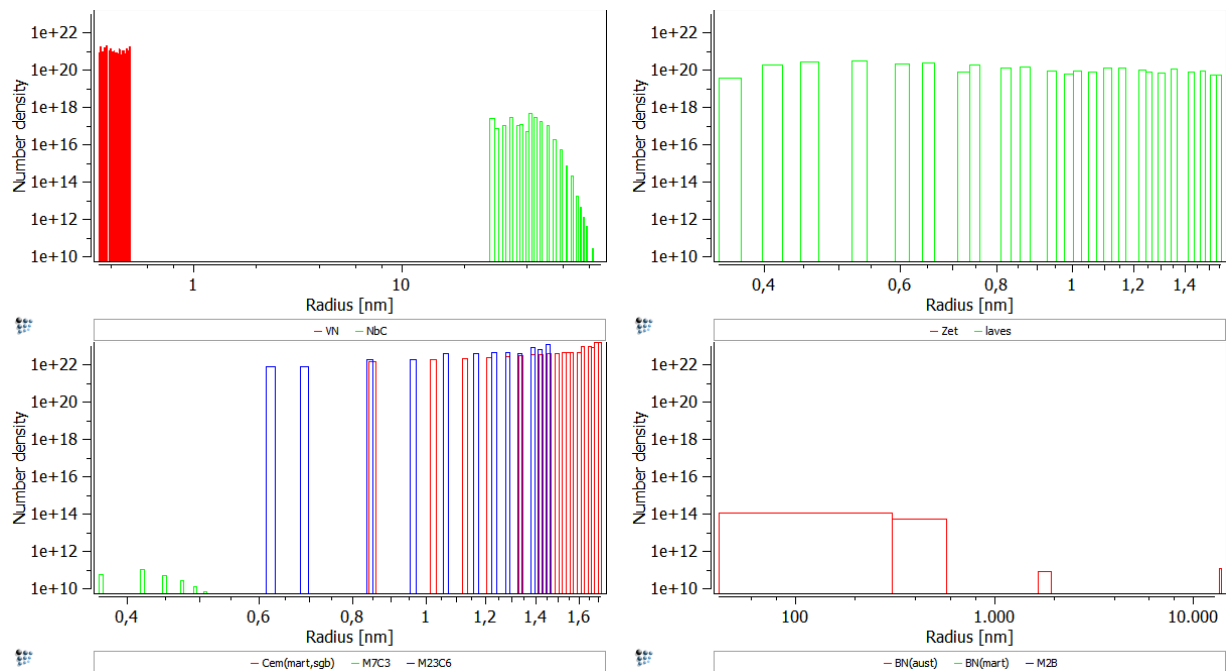 1e+22
1e+20
1e+18
1e+16
1e+14
1e+12
1e+10
Number density
1
10
Radius [nm]
VN NbC
1e+22
1e+20
1e+18
1e+16
1e+14
1e+12
1e+10
Number density
0,4 0,6 0,8 1 1,2 1,4
Radius [nm]
Zet laves
1e+22
1e+20
1e+18
1e+16
1e+14
1e+12
1e+10
Number density
0,4 0,6 0,8 1 1,2 1,4 1,6
Radius [nm]
Cem(mart,sgb) M7C3 M23C6
1e+22
1e+20
1e+18
1e+16
1e+14
1e+12
1e+10
Number density
100 1.000 10.000
Radius [nm]
BN(aust) BN(mart) M2B